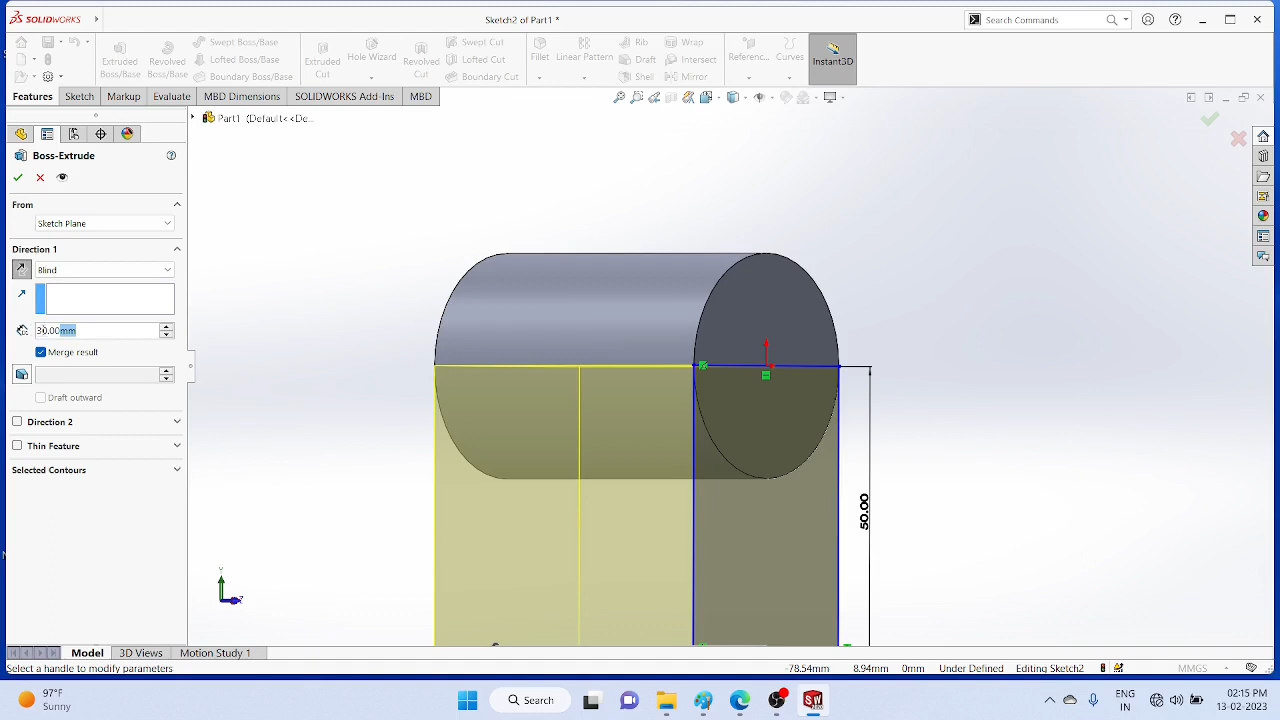 SOLIDWORKS
Sketch2 of Part1 *
Search Commands
Extruded Boss/Base
Revolved Boss/Base
Swept Boss/Base
Lofted Boss/Base
Boundary Boss/Base
Extruded Cut
Hole Wizard
Revolved Cut
Swept Cut
Lofted Cut
Boundary Cut
Fillet
Linear Pattern
Rib
Draft
Shell
Wrap
Intersect
Mirror
Referenc...
Curves
Instant3D
Features
Sketch
Markup
Evaluate
MBD Dimensions
SOLIDWORKS Add-Ins
MBD
Part1 (Default<<De...
Boss-Extrude
From
Sketch Plane
Direction 1
Blind
30.00mm
Merge result
Draft outward
Direction 2
Thin Feature
Selected Contours
50.00
Y
Z
Model
3D Views
Motion Study 1
Select a handle to modify parameters
-78.54mm
8.94mm
0mm
Under Defined
Editing Sketch2
MMGS
97°F
Sunny
Search
ENG
IN
02:15 PM
13-02-2023